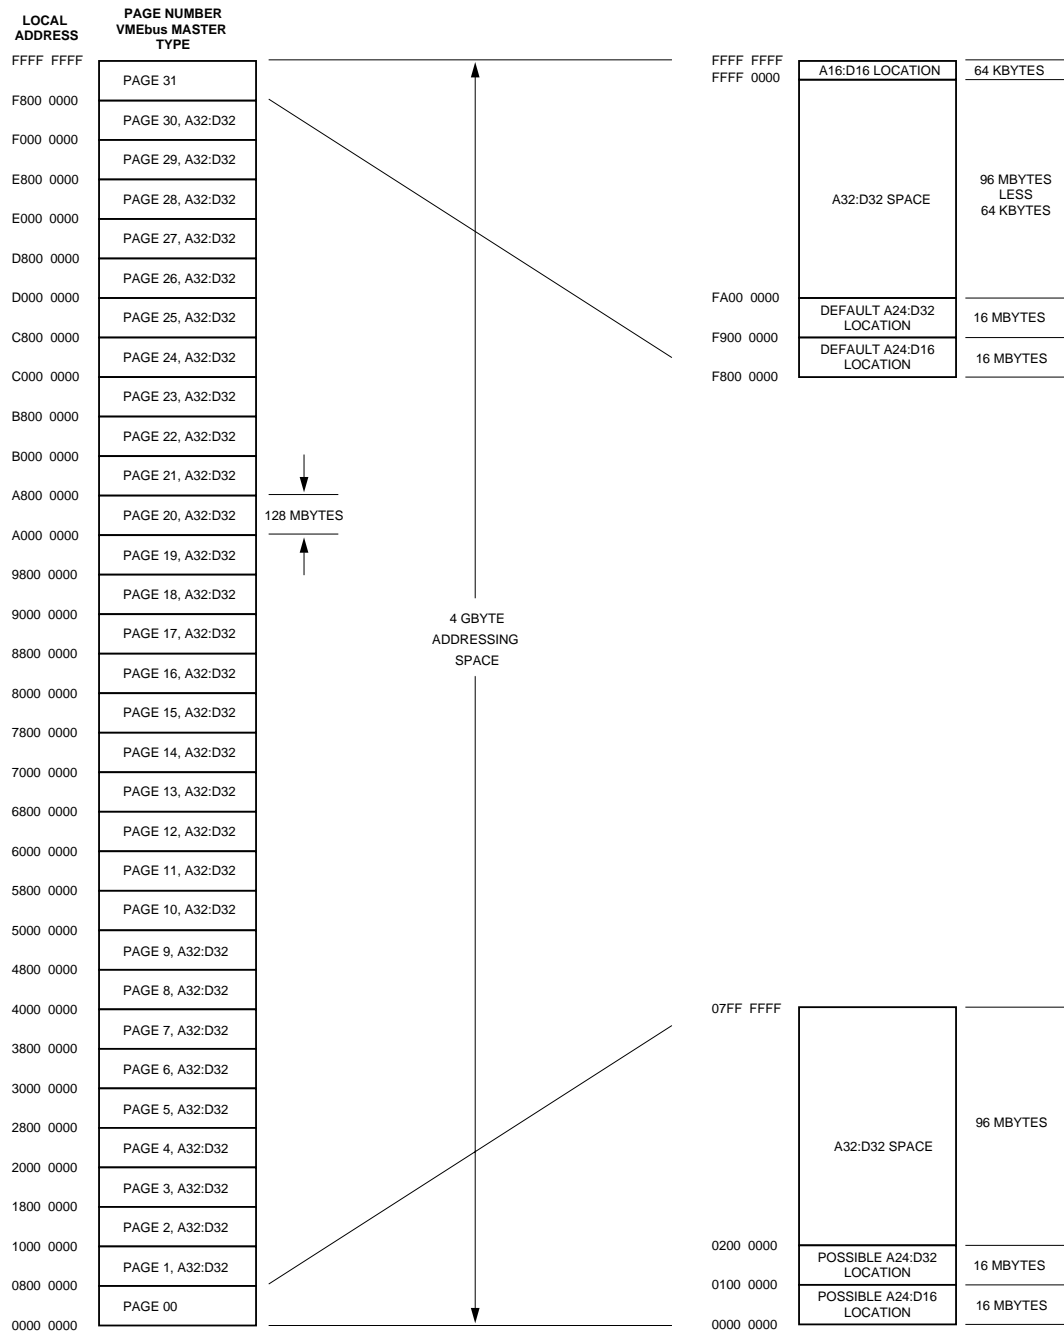 LOCAL
ADDRESS
PAGE NUMBER
VMEbus MASTER
TYPE
FFFF FFFF
PAGE 31
F800 0000
PAGE 30, A32:D32
F000 0000
PAGE 29, A32:D32
E800 0000
PAGE 28, A32:D32
E000 0000
PAGE 27, A32:D32
D800 0000
PAGE 26, A32:D32
D000 0000
PAGE 25, A32:D32
C800 0000
PAGE 24, A32:D32
C000 0000
PAGE 23, A32:D32
B800 0000
PAGE 22, A32:D32
B000 0000
PAGE 21, A32:D32
A800 0000
PAGE 20, A32:D32
A000 0000
PAGE 19, A32:D32
9800 0000
PAGE 18, A32:D32
9000 0000
PAGE 17, A32:D32
8800 0000
PAGE 16, A32:D32
8000 0000
PAGE 15, A32:D32
7800 0000
PAGE 14, A32:D32
7000 0000
PAGE 13, A32:D32
6800 0000
PAGE 12, A32:D32
6000 0000
PAGE 11, A32:D32
5800 0000
PAGE 10, A32:D32
5000 0000
PAGE 9, A32:D32
4800 0000
PAGE 8, A32:D32
4000 0000
PAGE 7, A32:D32
3800 0000
PAGE 6, A32:D32
3000 0000
PAGE 5, A32:D32
2800 0000
PAGE 4, A32:D32
2000 0000
PAGE 3, A32:D32
1800 0000
PAGE 2, A32:D32
1000 0000
PAGE 1, A32:D32
0800 0000
PAGE 00
0000 0000
128 MBYTES
4 GBYTE
ADDRESSING
SPACE
FFFF FFFF
A16:D16 LOCATION
64 KBYTES
FFFF 0000
A32:D32 SPACE
96 MBYTES
LESS
64 KBYTES
FA00 0000
DEFAULT A24:D32
LOCATION
16 MBYTES
F900 0000
DEFAULT A24:D16
LOCATION
16 MBYTES
F800 0000
07FF FFFF
A32:D32 SPACE
96 MBYTES
0200 0000
POSSIBLE A24:D32
LOCATION
16 MBYTES
0100 0000
POSSIBLE A24:D16
LOCATION
16 MBYTES
0000 0000